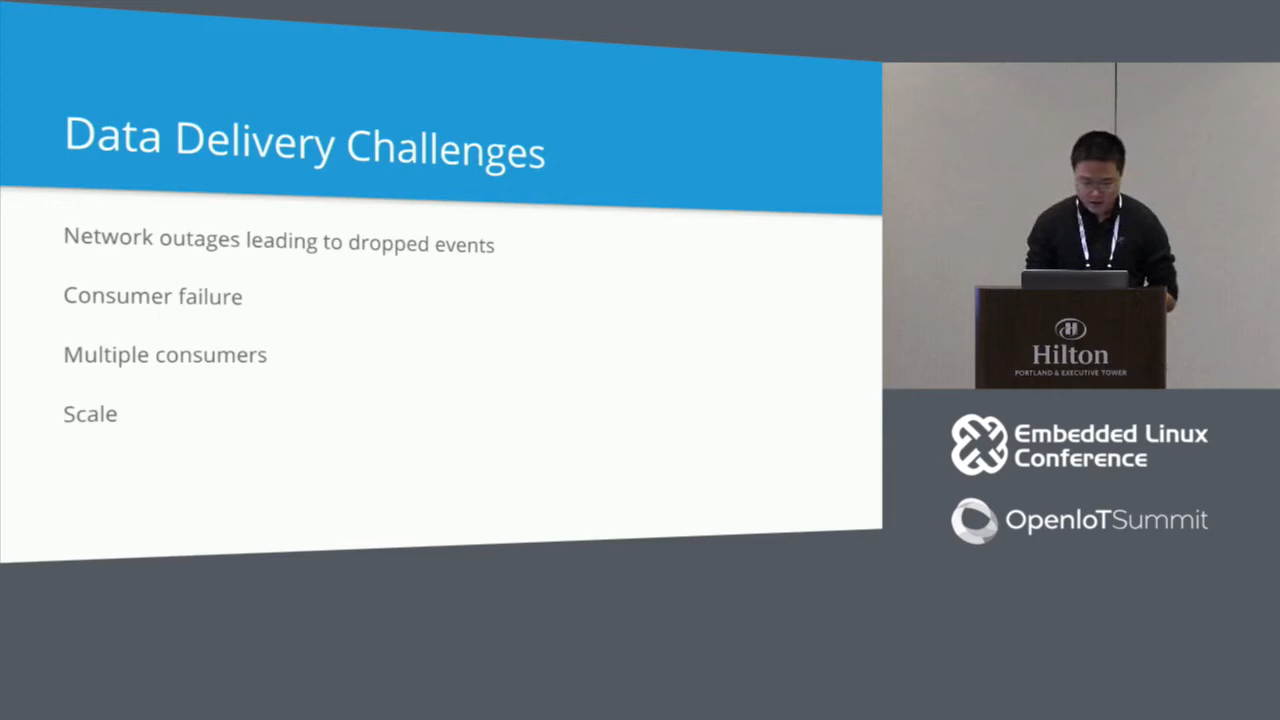 Data Delivery Challenges
Network outages leading to dropped events
Consumer failure
Multiple consumers
Scale
Hilton
PORTLAND & EXECUTIVE TOWER
Embedded Linux
Conference
OpenIoTSummit